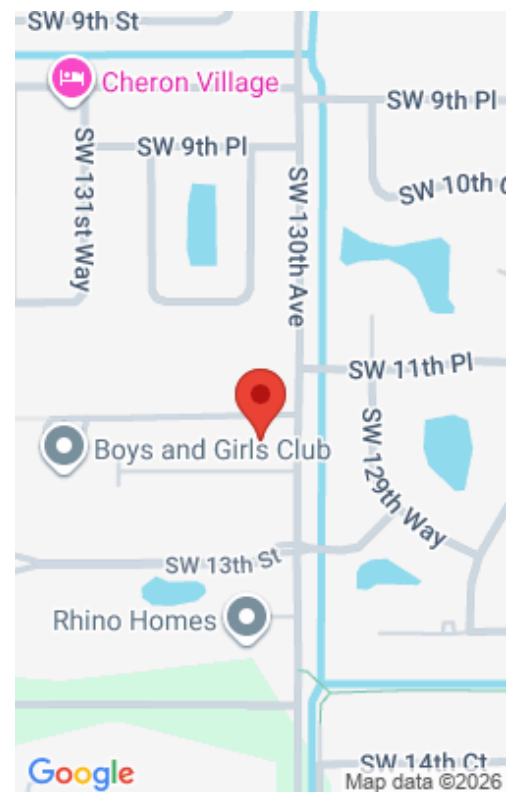 SW 9th St
Cheron Village
SW 9th Pl
SW 9th Pl
SW 131st Way
SW 130th Ave
SW 10th
SW 11th Pl
Boys and Girls Club
SW 129th Way
SW 13th St
Rhino Homes
SW 14th Ct
Google
Map data ©2026